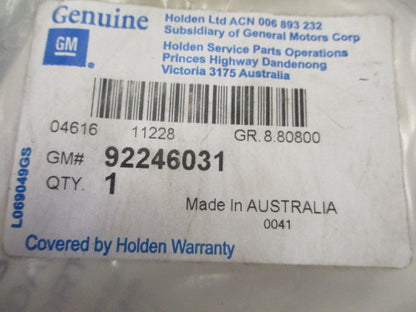 Genuine
GM
Holden Ltd ACN 006 893 232
Subsidiary of General Motors Corp
Holden Service Parts Operations
Princes Highway Dandenong
Victoria 3175 Australia
04616 11228 GR.8.80800
GM# 92246031
QTY. 1
Made In AUSTRALIA
0041
L069049GS
Covered by Holden Warranty